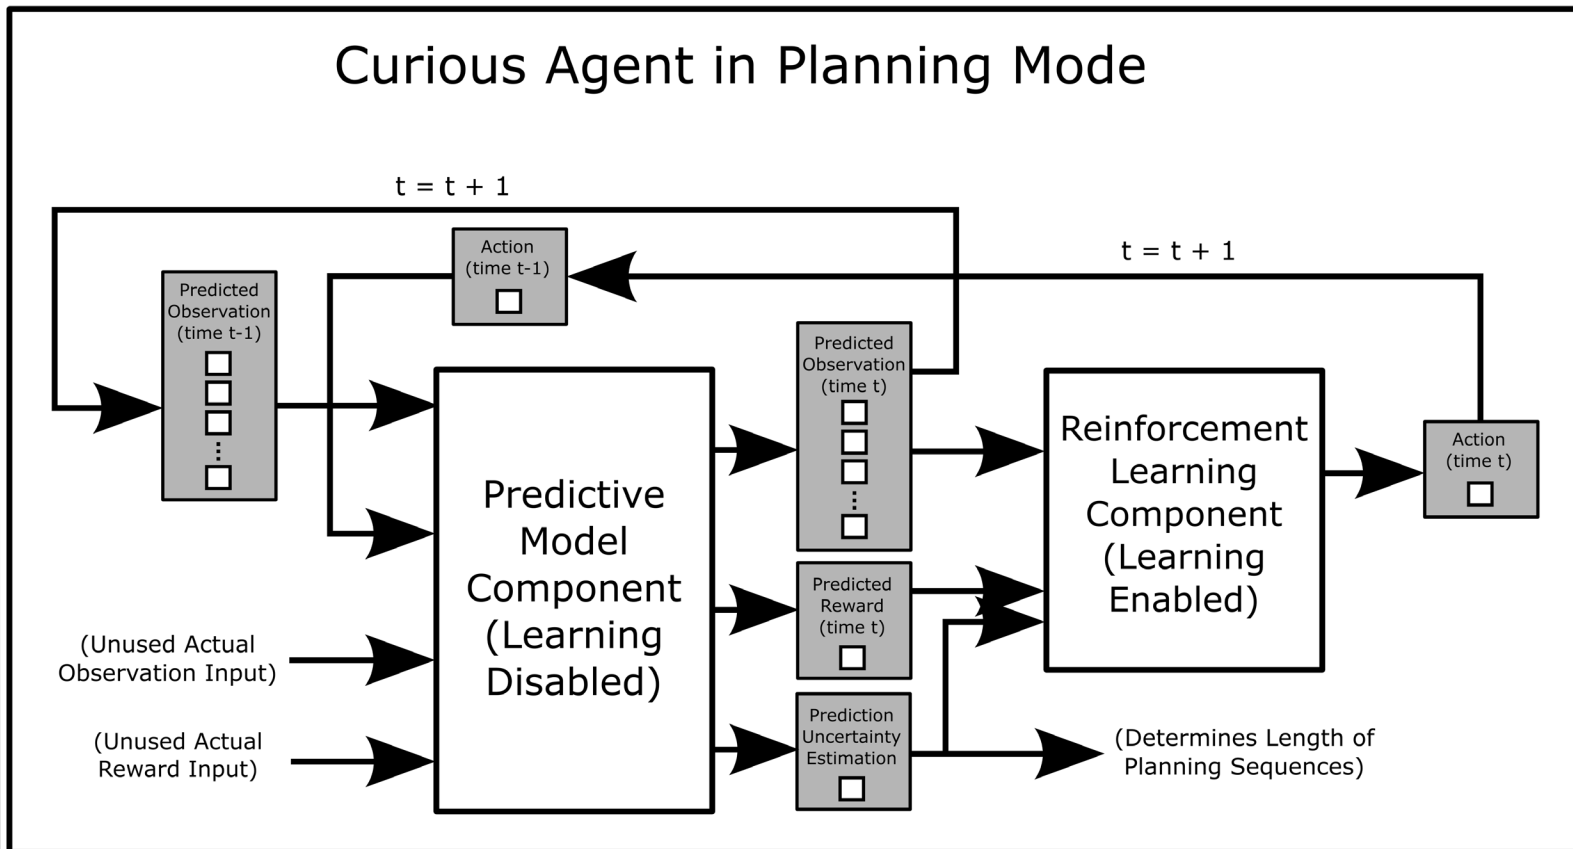 Curious Agent in Planning Mode
t = t + 1
t = t + 1
Action
(time t-1)
Predicted
Observation
(time t-1)
Predictive
Model
Component
(Learning
Disabled)
(Unused Actual
Observation Input)
(Unused Actual
Reward Input)
Predicted
Observation
(time t)
Predicted
Reward
(time t)
Prediction
Uncertainty
Estimation
Reinforcement
Learning
Component
(Learning
Enabled)
Action
(time t)
(Determines Length of
Planning Sequences)